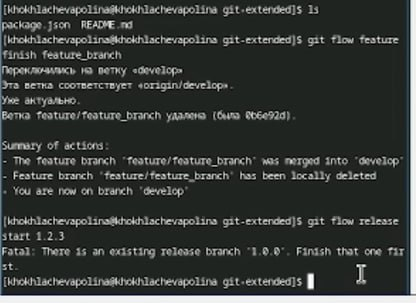 [khokhlachevapolina@khokhlachevapolina git-extended]$ ls
package.json  README.md
[khokhlachevapolina@khokhlachevapolina git-extended]$ git flow feature
finish feature_branch
Переключились на ветку «develop»
Эта ветка соответствует «origin/develop».
Уже актуально.
Ветка feature/feature_branch удалена (была 0b6e92d).

Summary of actions:
- The feature branch 'feature/feature_branch' was merged into 'develop'
- Feature branch 'feature/feature_branch' has been locally deleted
- You are now on branch 'develop'

[khokhlachevapolina@khokhlachevapolina git-extended]$ git flow release
start 1.2.3
Fatal: There is an existing release branch '1.0.0'. Finish that one fir
st.
[khokhlachevapolina@khokhlachevapolina git-extended]$